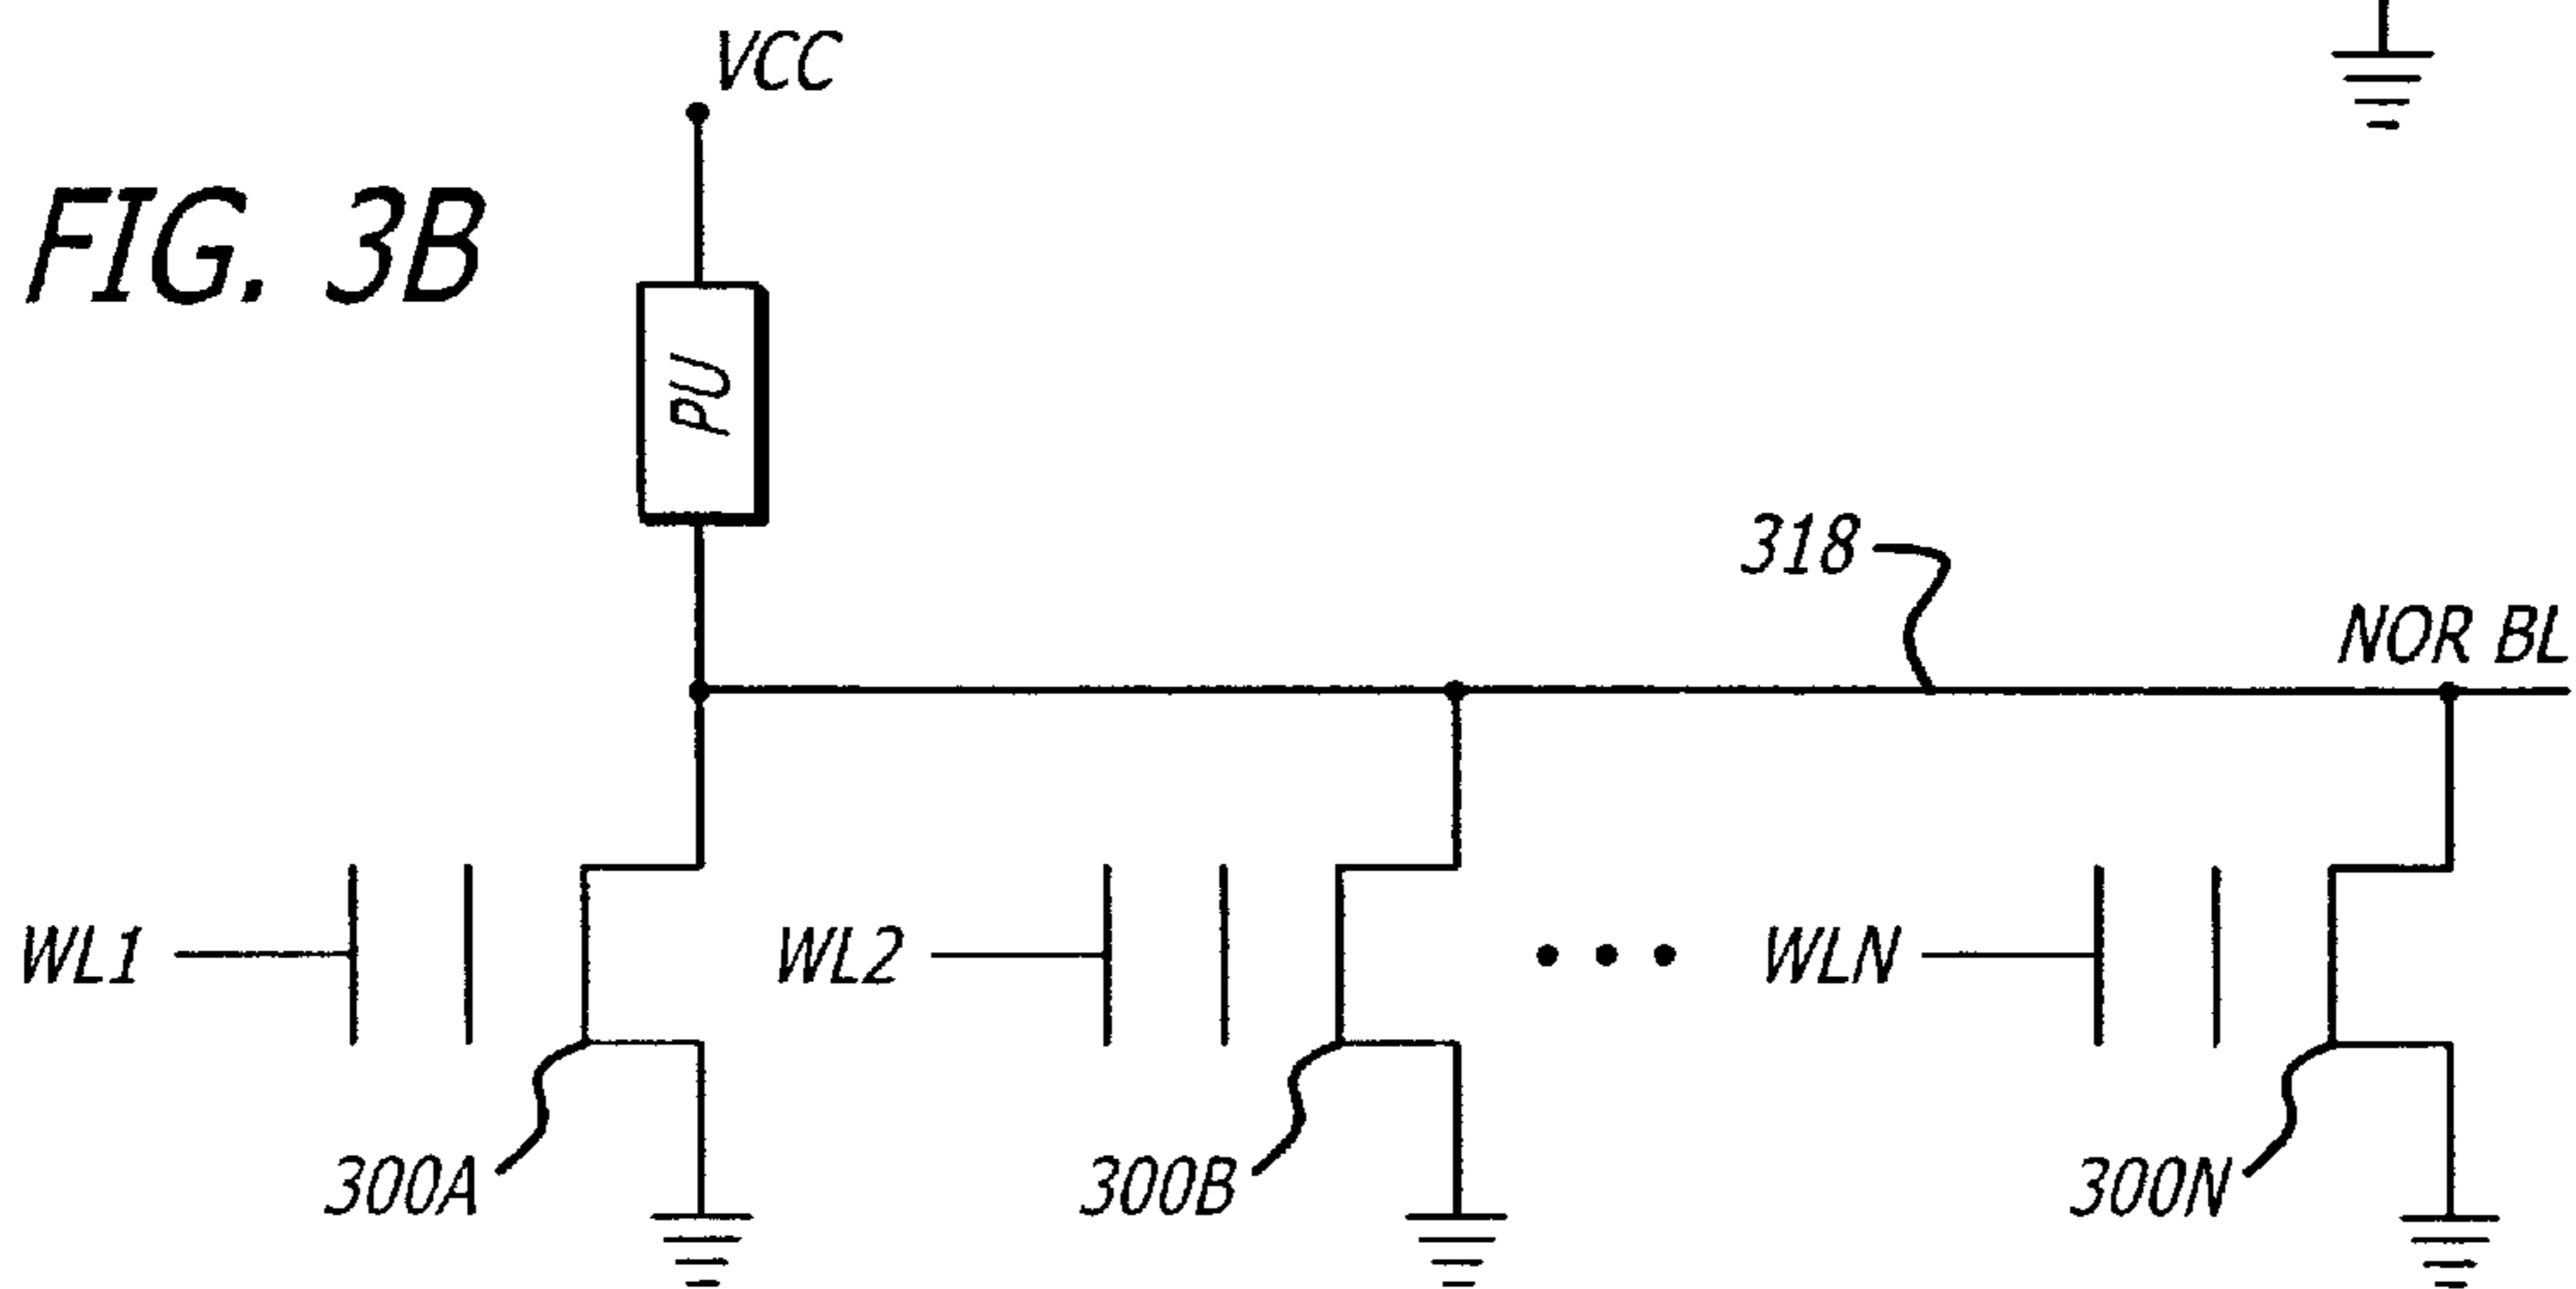 VCC
FIG. 3B
PU
318
NOR BL
WL1
WL2
• • •
WLN
300A
300B
300N